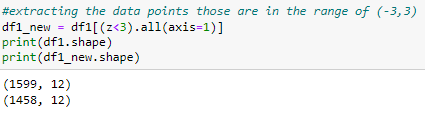 #extracting the data points those are in the range of (-3,3)
df1_new = df1[(z<3).all(axis=1)]
print(df1.shape)
print(df1_new.shape)
(1599, 12)
(1458, 12)